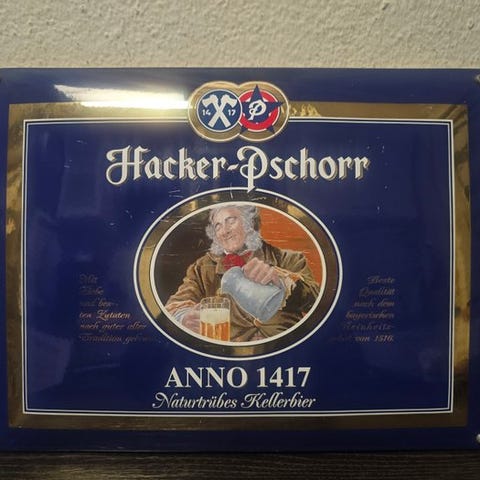 14 17 P
Hacker-Pschorr
Mit
Liebe
und bes-
ten Zutaten
nach guter alter
Tradition
Beste
Qualität
nach dem
bayerischen
Reinheits-
gebot von 1516.
ANNO 1417
Naturtrübes Kellerbier